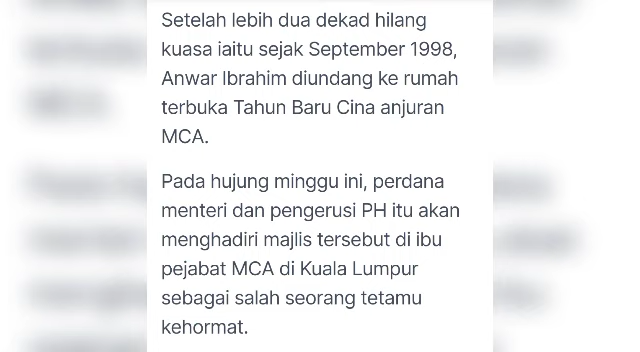 Setelah lebih dua dekad hilang
kuasa iaitu sejak September 1998,
Anwar Ibrahim diundang ke rumah
terbuka Tahun Baru Cina anjuran
MCA.
Pada hujung minggu ini, perdana
menteri dan pengerusi PH itu akan
menghadiri majlis tersebut di ibu
pejabat MCA di Kuala Lumpur
sebagai salah seorang tetamu
kehormat.